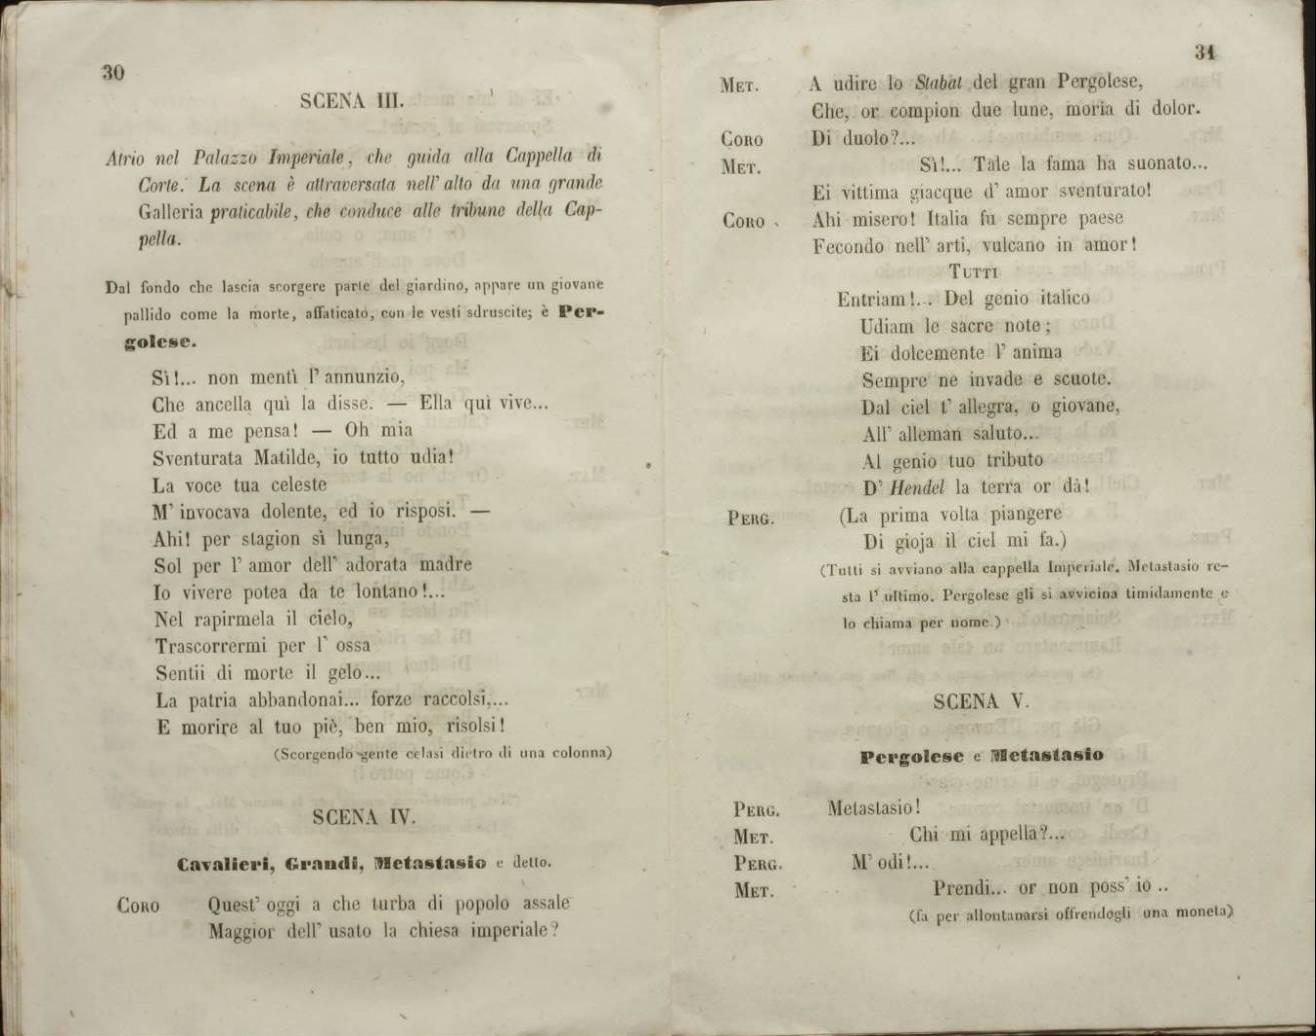 30
SCENA III.
Atrio nel Palazzo Imperiale, che guida alla Cappella di
Corte. La scena è attraversata nell' alto da una grande
Galleria praticabile, che conduce alle tribune della Cap-
pella.
Dal fondo che lascia scorgere parte del giardino, appare un giovane
pallido come la morte, affaticato, con le vesti sdruscite; è Per-
golese.
Sì!... non mentì l' annunzio,
Che ancella quì la disse. — Ella quì vive...
Ed a me pensa! — Oh mia
Sventurata Matilde, io tutto udia!
La voce tua celeste
M' invocava dolente, ed io risposi. —
Ahi! per stagion sì lunga,
Sol per l' amor dell' adorata madre
Io vivere potea da te lontano!...
Nel rapirmela il cielo,
Trascorrermi per l' ossa
Sentii di morte il gelo...
La patria abbandonai... forze raccolsi,...
E morire al tuo piè, ben mio, risolsi!
(Scorgendo gente celasi dietro di una colonna)
SCENA IV.
Cavalieri, Grandi, Metastasio e detto.
CORO Quest' oggi a che turba di popolo assale
Maggior dell' usato la chiesa imperiale?
31
MET. A udire lo Stabat del gran Pergolese,
Che, or compion due lune, moria di dolor.
CORO Di duolo?...
MET. Sì!... Tale la fama ha suonato...
Ei vittima giacque d' amor sventurato!
CORO Ahi misero! Italia fu sempre paese
Fecondo nell' arti, vulcano in amor!
TUTTI
Entriam!... Del genio italico
Udiam le sacre note;
Ei dolcemente l' anima
Sempre ne invade e scuote.
Dal ciel t' allegra, o giovane,
All' alleman saluto...
Al genio tuo tributo
D' Hendel la terra or dà!
PERG. (La prima volta piangere
Di gioja il ciel mi fa.)
(Tutti si avviano alla cappella Imperiale. Metastasio re-
sta l' ultimo. Pergolese gli si avvicina timidamente e
lo chiama per nome.)
SCENA V.
Pergolese e Metastasio
PERG. Metastasio!
MET. Chi mi appella?...
PERG. M' odi!...
MET. Prendi... or non poss' io ..
(fa per allontanarsi offrendogli una moneta)